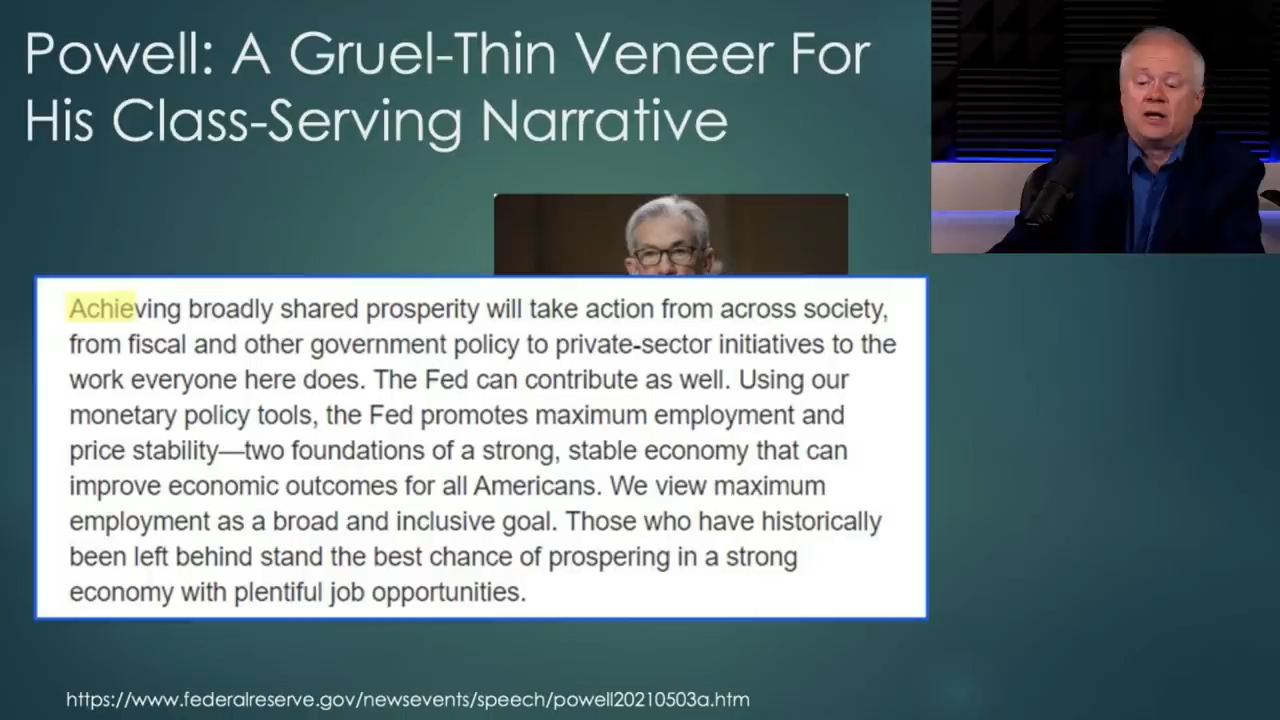 Powell: A Gruel-Thin Veneer For
His Class-Serving Narrative
Achieving broadly shared prosperity will take action from across society,
from fiscal and other government policy to private-sector initiatives to the
work everyone here does. The Fed can contribute as well. Using our
monetary policy tools, the Fed promotes maximum employment and
price stability—two foundations of a strong, stable economy that can
improve economic outcomes for all Americans. We view maximum
employment as a broad and inclusive goal. Those who have historically
been left behind stand the best chance of prospering in a strong
economy with plentiful job opportunities.
https://www.federalreserve.gov/newsevents/speech/powell20210503a.htm